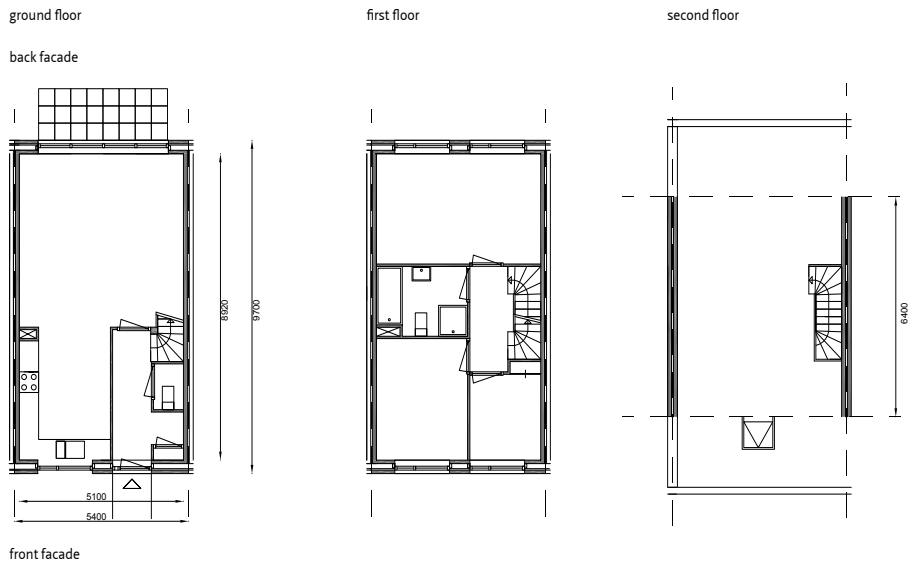 ground floor
first floor
second floor
back facade
8920
9700
6400
5100
5400
front facade